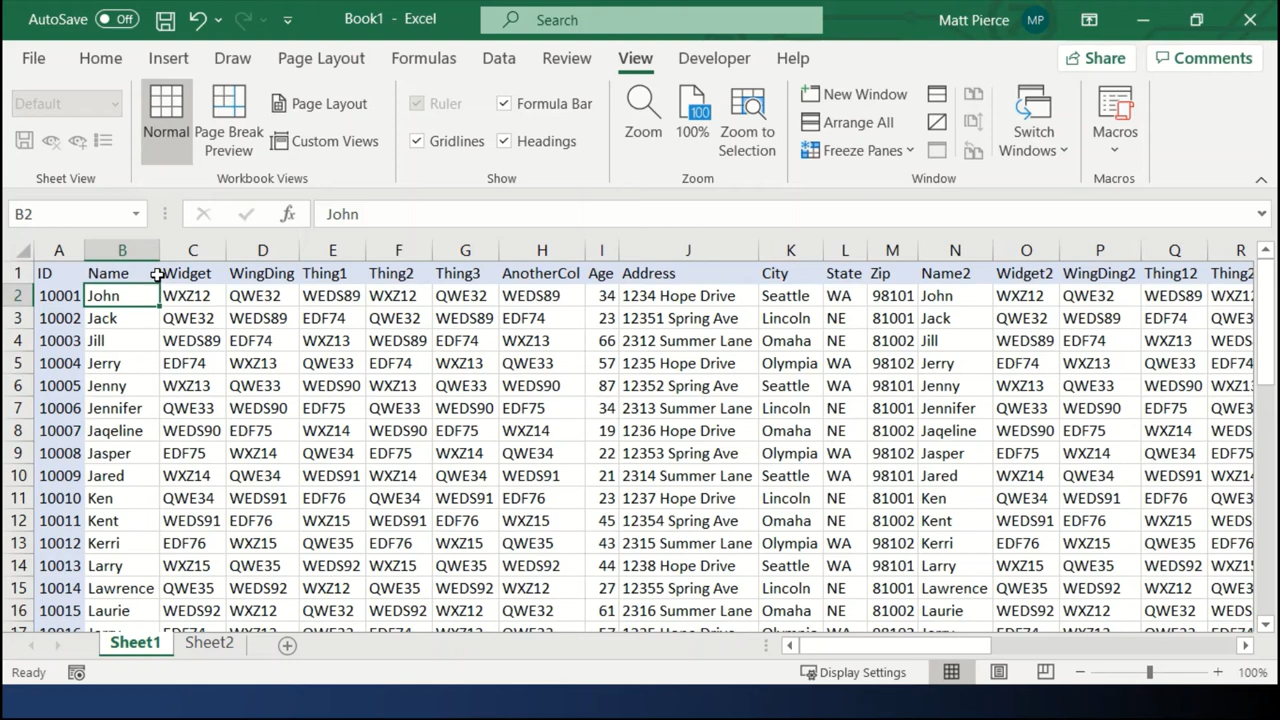 AutoSave Off Book1 - Excel Search Matt Pierce MP
File Home Insert Draw Page Layout Formulas Data Review View Developer Help Share Comments
Default
Sheet View
Normal
Page Break Preview
Page Layout
Custom Views
Workbook Views
Ruler Formula Bar
Gridlines Headings
Show
Zoom
100 100%
Zoom to Selection
Zoom
New Window
Arrange All
Freeze Panes
Switch Windows
Window
Macros
Macros
B2 fx John
A B C D E F G H I J K L M N O P Q R
1 ID Name Widget WingDing Thing1 Thing2 Thing3 AnotherCol Age Address City State Zip Name2 Widget2 WingDing2 Thing12 Thing2
2 10001 John WXZ12 QWE32 WEDS89 WXZ12 QWE32 WEDS89 34 1234 Hope Drive Seattle WA 98101 John WXZ12 QWE32 WEDS89 WXZ1
3 10002 Jack QWE32 WEDS89 EDF74 QWE32 WEDS89 EDF74 23 12351 Spring Ave Lincoln NE 81001 Jack QWE32 WEDS89 EDF74 QWE3
4 10003 Jill WEDS89 EDF74 WXZ13 WEDS89 EDF74 WXZ13 66 2312 Summer Lane Omaha NE 81002 Jill WEDS89 EDF74 WXZ13 WEDS
5 10004 Jerry EDF74 WXZ13 QWE33 EDF74 WXZ13 QWE33 57 1235 Hope Drive Olympia WA 98102 Jerry EDF74 WXZ13 QWE33 EDF7
6 10005 Jenny WXZ13 QWE33 WEDS90 WXZ13 QWE33 WEDS90 87 12352 Spring Ave Seattle WA 98101 Jenny WXZ13 QWE33 WEDS90 WXZ1
7 10006 Jennifer QWE33 WEDS90 EDF75 QWE33 WEDS90 EDF75 34 2313 Summer Lane Lincoln NE 81001 Jennifer QWE33 WEDS90 EDF75 QWE3
8 10007 Jaqeline WEDS90 EDF75 WXZ14 WEDS90 EDF75 WXZ14 19 1236 Hope Drive Omaha NE 81002 Jaqeline WEDS90 EDF75 WXZ14 WEDS
9 10008 Jasper EDF75 WXZ14 QWE34 EDF75 WXZ14 QWE34 22 12353 Spring Ave Olympia WA 98102 Jasper EDF75 WXZ14 QWE34 EDF7
10 10009 Jared WXZ14 QWE34 WEDS91 WXZ14 QWE34 WEDS91 21 2314 Summer Lane Seattle WA 98101 Jared WXZ14 QWE34 WEDS91 WXZ1
11 10010 Ken QWE34 WEDS91 EDF76 QWE34 WEDS91 EDF76 23 1237 Hope Drive Lincoln NE 81001 Ken QWE34 WEDS91 EDF76 QWE3
12 10011 Kent WEDS91 EDF76 WXZ15 WEDS91 EDF76 WXZ15 45 12354 Spring Ave Omaha NE 81002 Kent WEDS91 EDF76 WXZ15 WEDS
13 10012 Kerri EDF76 WXZ15 QWE35 EDF76 WXZ15 QWE35 43 2315 Summer Lane Olympia WA 98102 Kerri EDF76 WXZ15 QWE35 EDF7
14 10013 Larry WXZ15 QWE35 WEDS92 WXZ15 QWE35 WEDS92 44 1238 Hope Drive Seattle WA 98101 Larry WXZ15 QWE35 WEDS92 WXZ1
15 10014 Lawrence QWE35 WEDS92 WXZ12 QWE35 WEDS92 WXZ12 27 12355 Spring Ave Lincoln NE 81001 Lawrence QWE35 WEDS92 WXZ12 QWE3
16 10015 Laurie WEDS92 WXZ12 QWE32 WEDS92 WXZ12 QWE32 61 2316 Summer Lane Omaha NE 81002 Laurie WEDS92 WXZ12 QWE32 WEDS
17
Sheet1 Sheet2
Ready Display Settings 100%